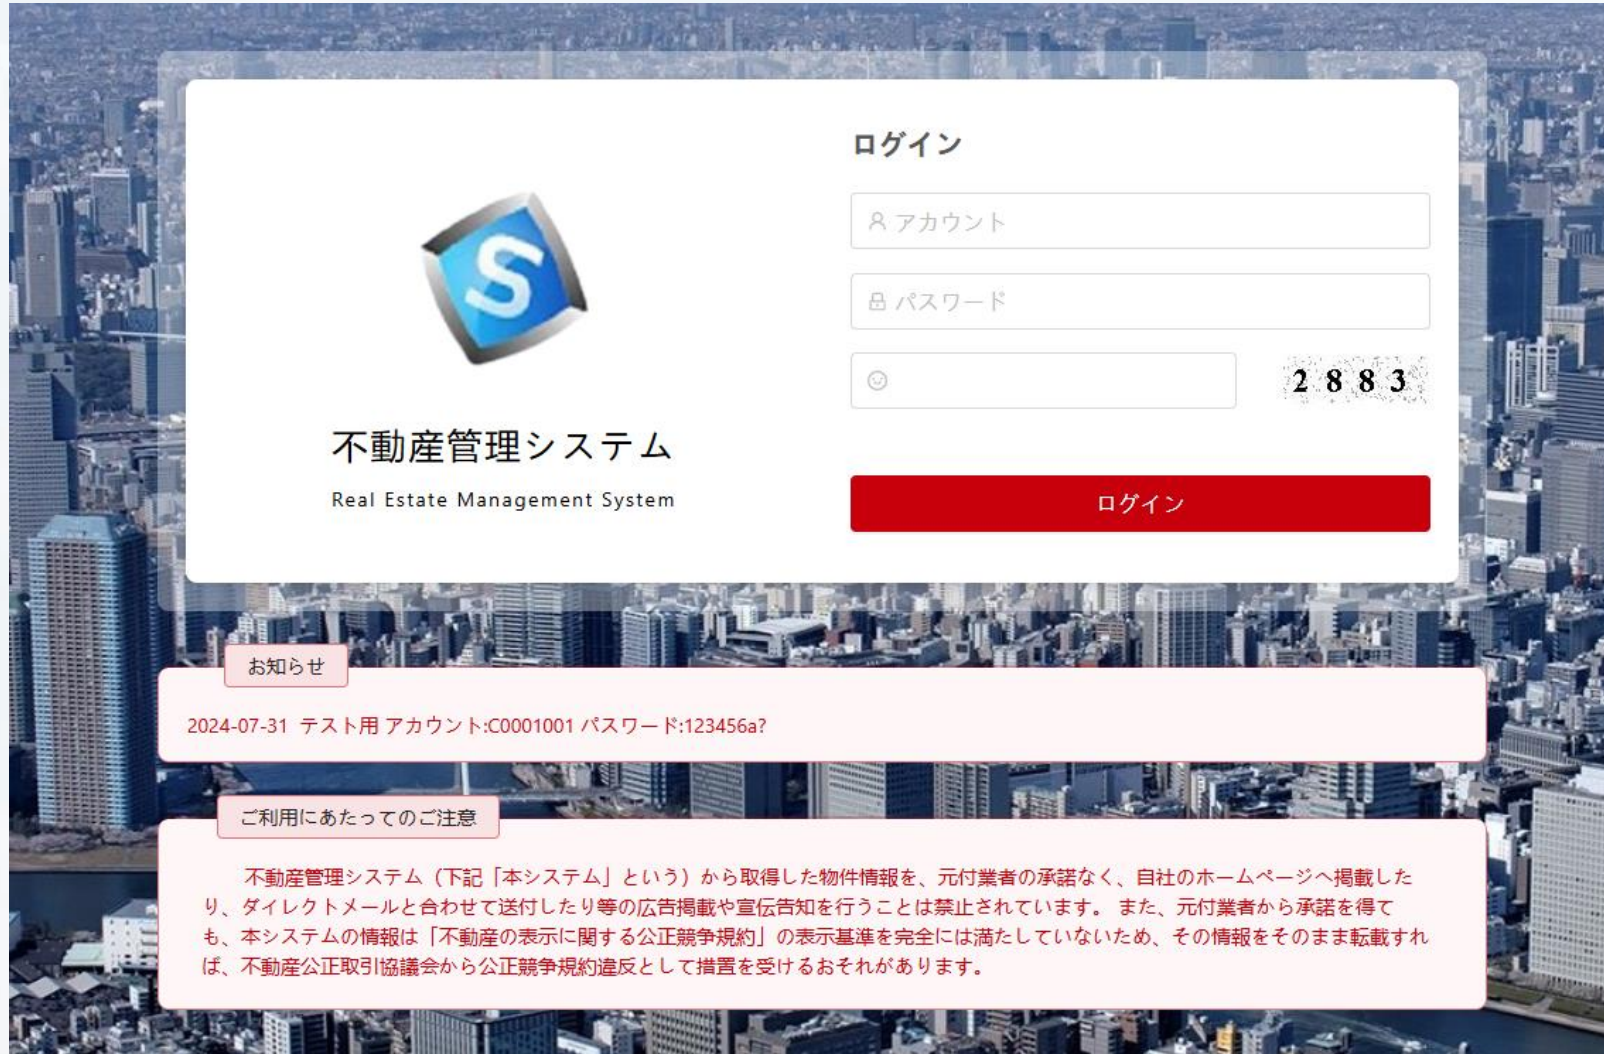 S
不動産管理システム
Real Estate Management System
ログイン
アカウント
パスワード
2 8 8 3
ログイン
お知らせ
2024-07-31 テスト用 アカウント:C0001001 パスワード:123456a?
ご利用にあたってのご注意
不動産管理システム（下記「本システム」という）から取得した物件情報を、元付業者の承諾なく、自社のホームページへ掲載した
り、ダイレクトメールと合わせて送付したり等の広告掲載や宣伝告知を行うことは禁止されています。 また、元付業者から承諾を得て
も、本システムの情報は「不動産の表示に関する公正競争規約」の表示基準を完全には満たしていないため、その情報をそのまま転載すれ
ば、不動産公正取引協議会から公正競争規約違反として措置を受けるおそれがあります。